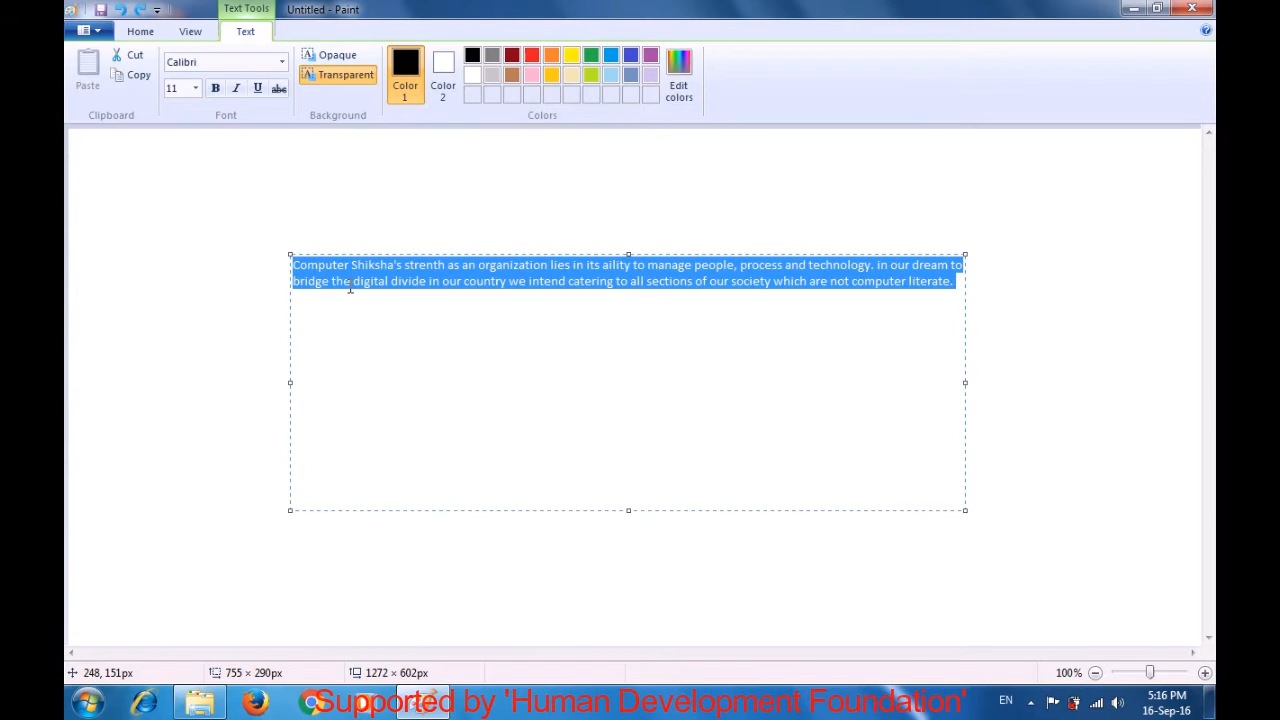 Text Tools
Untitled - Paint
Home View Text
Cut
Copy
Paste
Clipboard
Calibri
11 B I U abc
Font
Opaque
Transparent
Background
Color 1
Color 2
Edit colors
Colors
Computer Shiksha's strenth as an organization lies in its aility to manage people, process and technology. in our dream to
bridge the digital divide in our country we intend catering to all sections of our society which are not computer literate.
248, 151px
755 × 290px
1272 × 602px
100%
EN
5:16 PM
16-Sep-16
Supported by 'Human Development Foundation'